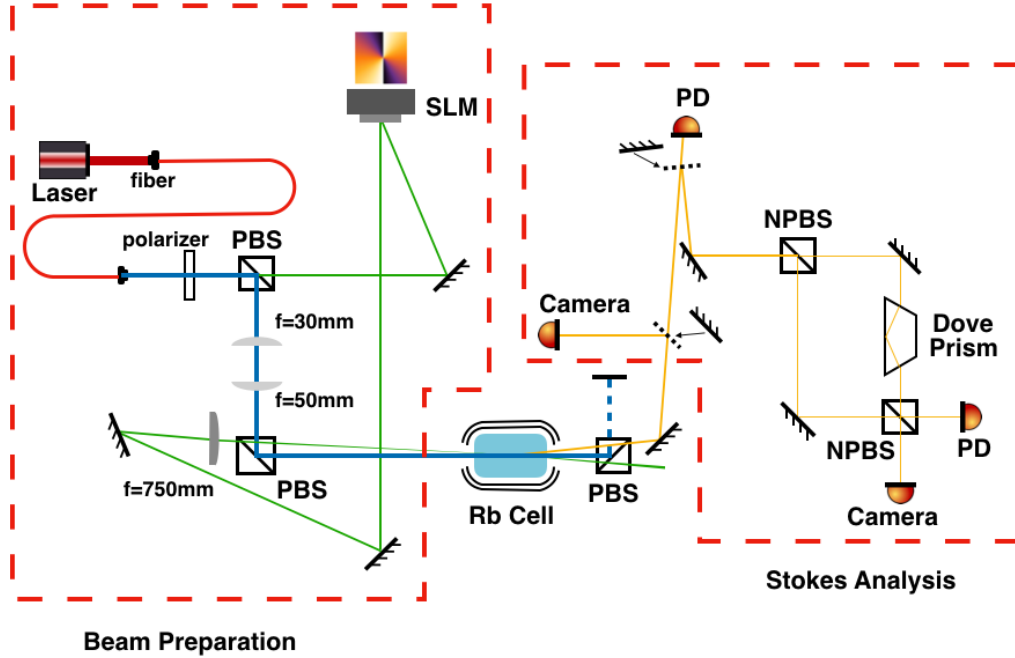 SLM
PD
Laser
fiber
NPBS
polarizer
PBS
f=30mm
Camera
Dove
Prism
f=50mm
NPBS
PD
f=750mm
PBS
Rb Cell
PBS
Camera
Stokes Analysis
Beam Preparation